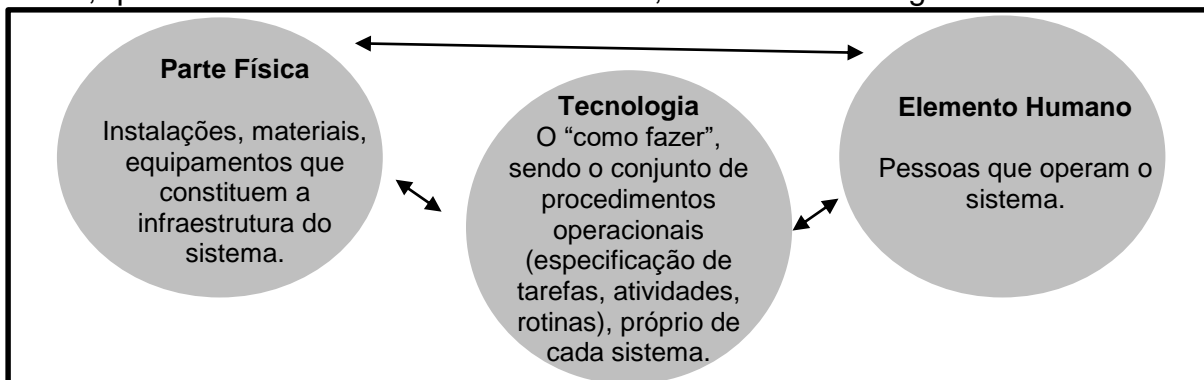 Parte Física
Instalações, materiais,
equipamentos que
constituem a
infraestrutura do
sistema.
Tecnologia
O “como fazer”,
sendo o conjunto de
procedimentos
operacionais
(especificação de
tarefas, atividades,
rotinas), próprio de
cada sistema.
Elemento Humano
Pessoas que operam o
sistema.